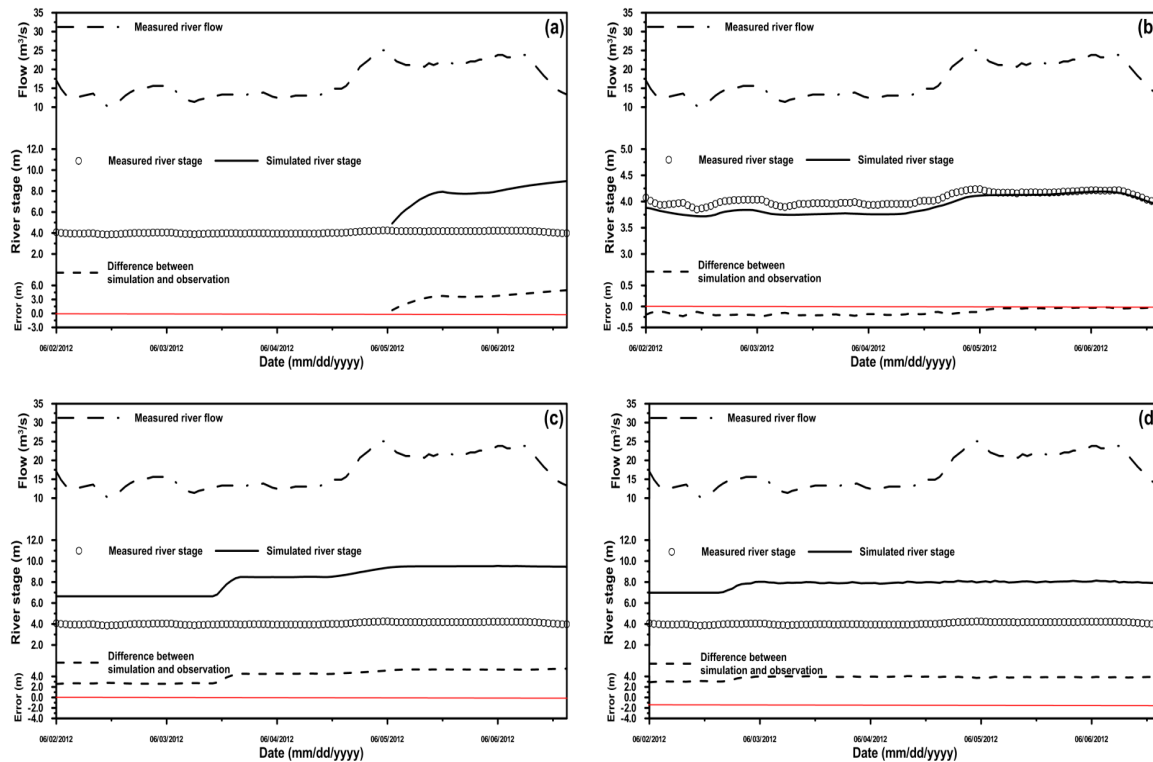 (a)
Measured river flow
Flow (m³/s)
35
30
25
20
15
10
Measured river stage
Simulated river stage
River stage (m)
12.0
10.0
8.0
6.0
4.0
2.0
Difference between
simulation and observation
Error (m)
6.0
3.0
0.0
-3.0
06/02/2012 06/03/2012 06/04/2012 06/05/2012 06/06/2012
Date (mm/dd/yyyy)
(b)
Measured river flow
Flow (m³/s)
35
30
25
20
15
10
Measured river stage
Simulated river stage
River stage (m)
5.0
4.5
4.0
3.5
3.0
Difference between
simulation and observation
Error (m)
0.5
0.0
-0.5
06/02/2012 06/03/2012 06/04/2012 06/05/2012 06/06/2012
Date (mm/dd/yyyy)
(c)
Measured river flow
Flow (m³/s)
35
30
25
20
15
10
Measured river stage
Simulated river stage
River stage (m)
12.0
10.0
8.0
6.0
4.0
2.0
Difference between
simulation and observation
Error (m)
4.0
2.0
0.0
-2.0
-4.0
06/02/2012 06/03/2012 06/04/2012 06/05/2012 06/06/2012
Date (mm/dd/yyyy)
(d)
Measured river flow
Flow (m³/s)
35
30
25
20
15
10
Measured river stage
Simulated river stage
River stage (m)
12.0
10.0
8.0
6.0
4.0
2.0
Difference between
simulation and observation
Error (m)
4.0
2.0
0.0
-2.0
-4.0
06/02/2012 06/03/2012 06/04/2012 06/05/2012 06/06/2012
Date (mm/dd/yyyy)